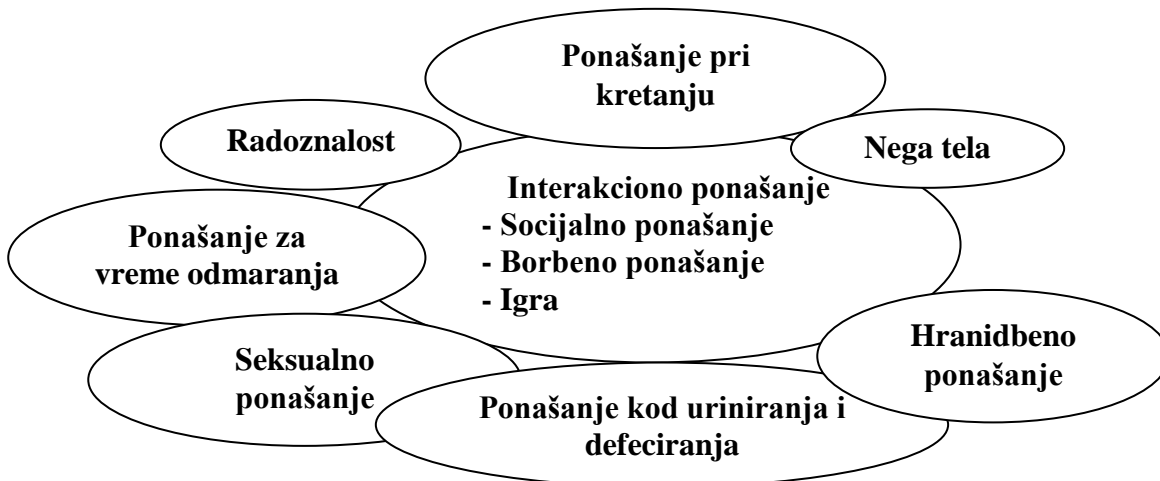 Ponašanje pri
kretanju
Radoznalost
Nega tela
Interakciono ponašanje
- Socijalno ponašanje
- Borbeno ponašanje
- Igra
Ponašanje za
vreme odmaranja
Hranidbeno
ponašanje
Seksualno
ponašanje
Ponašanje kod uriniranja i
defeciranja